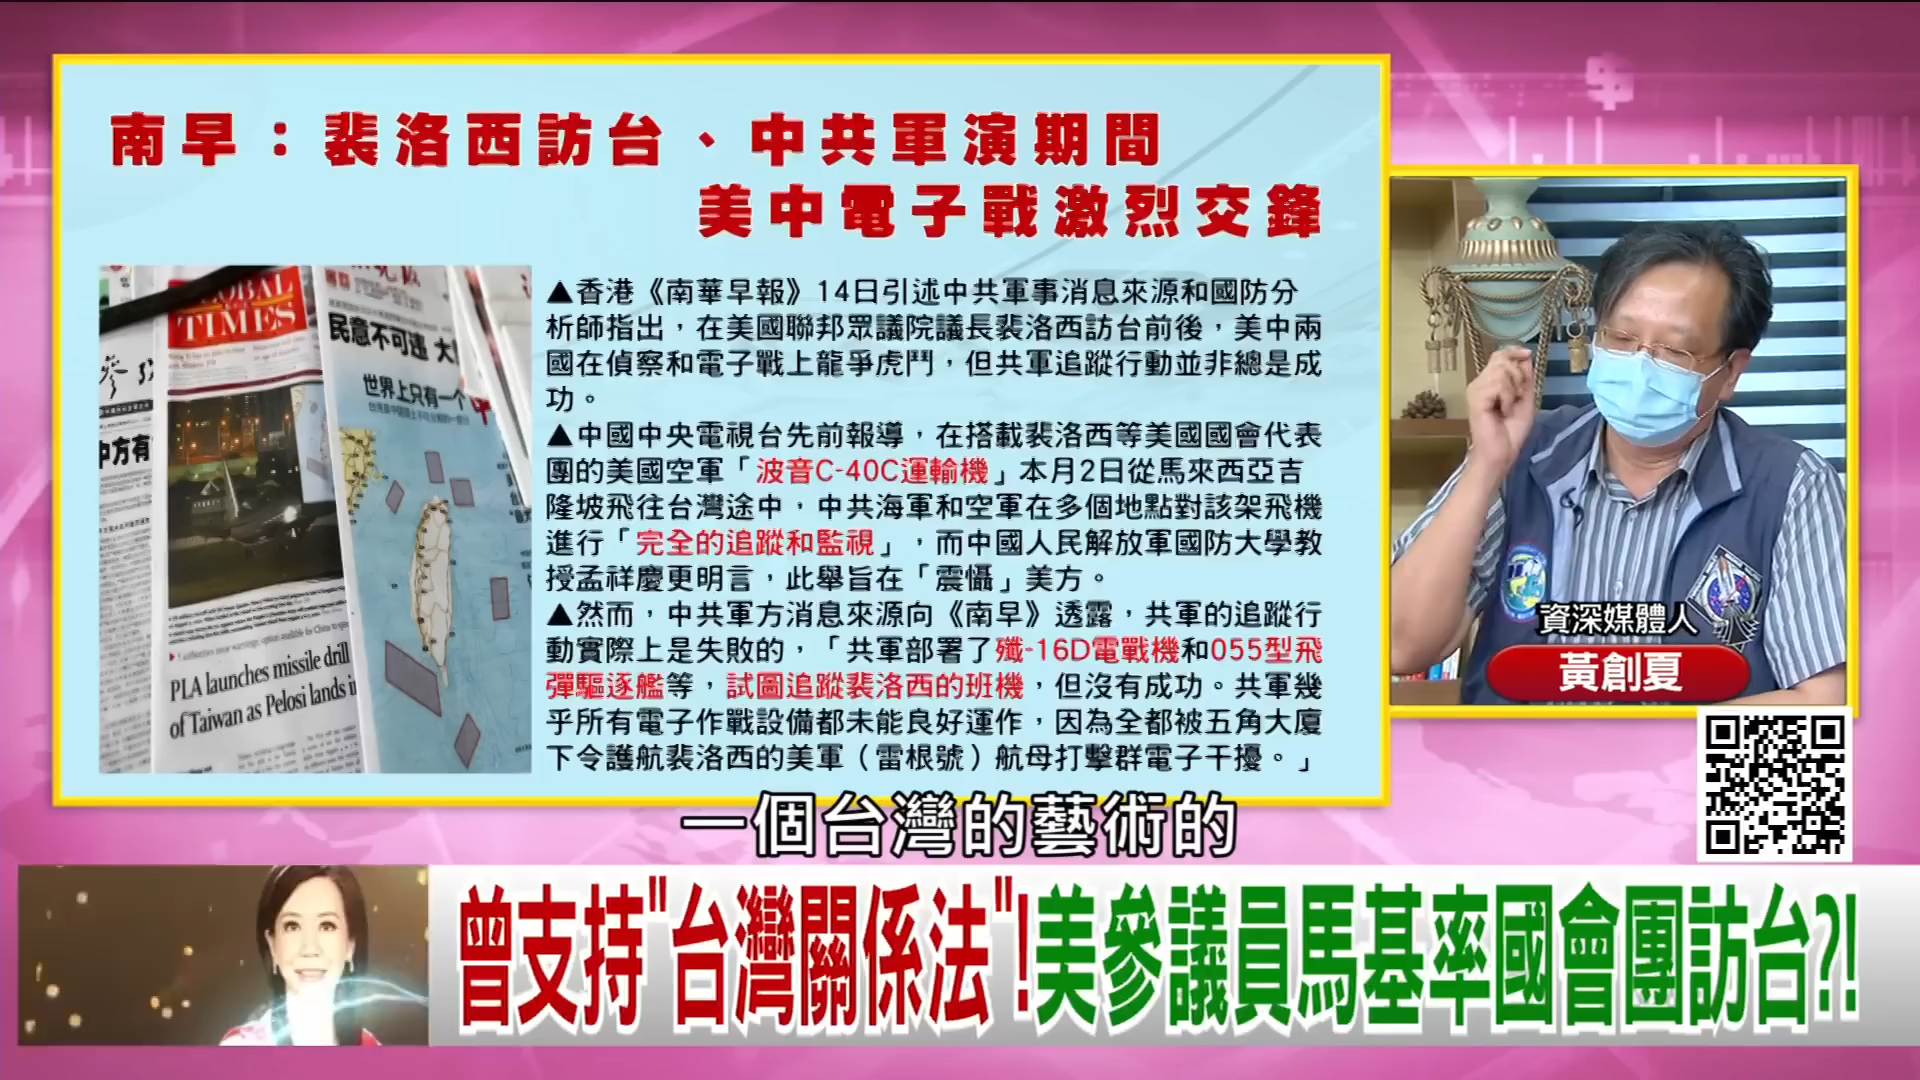 南早：裴洛西訪台、中共軍演期間
美中電子戰激烈交鋒
GLOBAL
TIMES
民意不可違 大
世界上只有一个
中方有
PLA launches missile drill
of Taiwan as Pelosi lands i
▲香港《南華早報》14日引述中共軍事消息來源和國防分
析師指出，在美國聯邦眾議院議長裴洛西訪台前後，美中兩
國在偵察和電子戰上龍爭虎鬥，但共軍追蹤行動並非總是成
功。
▲中國中央電視台先前報導，在搭載裴洛西等美國國會代表
團的美國空軍「波音C-40C運輸機」本月2日從馬來西亞吉
隆坡飛往台灣途中，中共海軍和空軍在多個地點對該架飛機
進行「完全的追蹤和監視」，而中國人民解放軍國防大學教
授孟祥慶更明言，此舉旨在「震懾」美方。
▲然而，中共軍方消息來源向《南早》透露，共軍的追蹤行
動實際上是失敗的，「共軍部署了殲-16D電戰機和055型飛
彈驅逐艦等，試圖追蹤裴洛西的班機，但沒有成功。共軍幾
乎所有電子作戰設備都未能良好運作，因為全都被五角大廈
下令護航裴洛西的美軍（雷根號）航母打擊群電子干擾。」
資深媒體人
黃創夏
一個台灣的藝術的
曾支持"台灣關係法"!美參議員馬基率國會團訪台?!